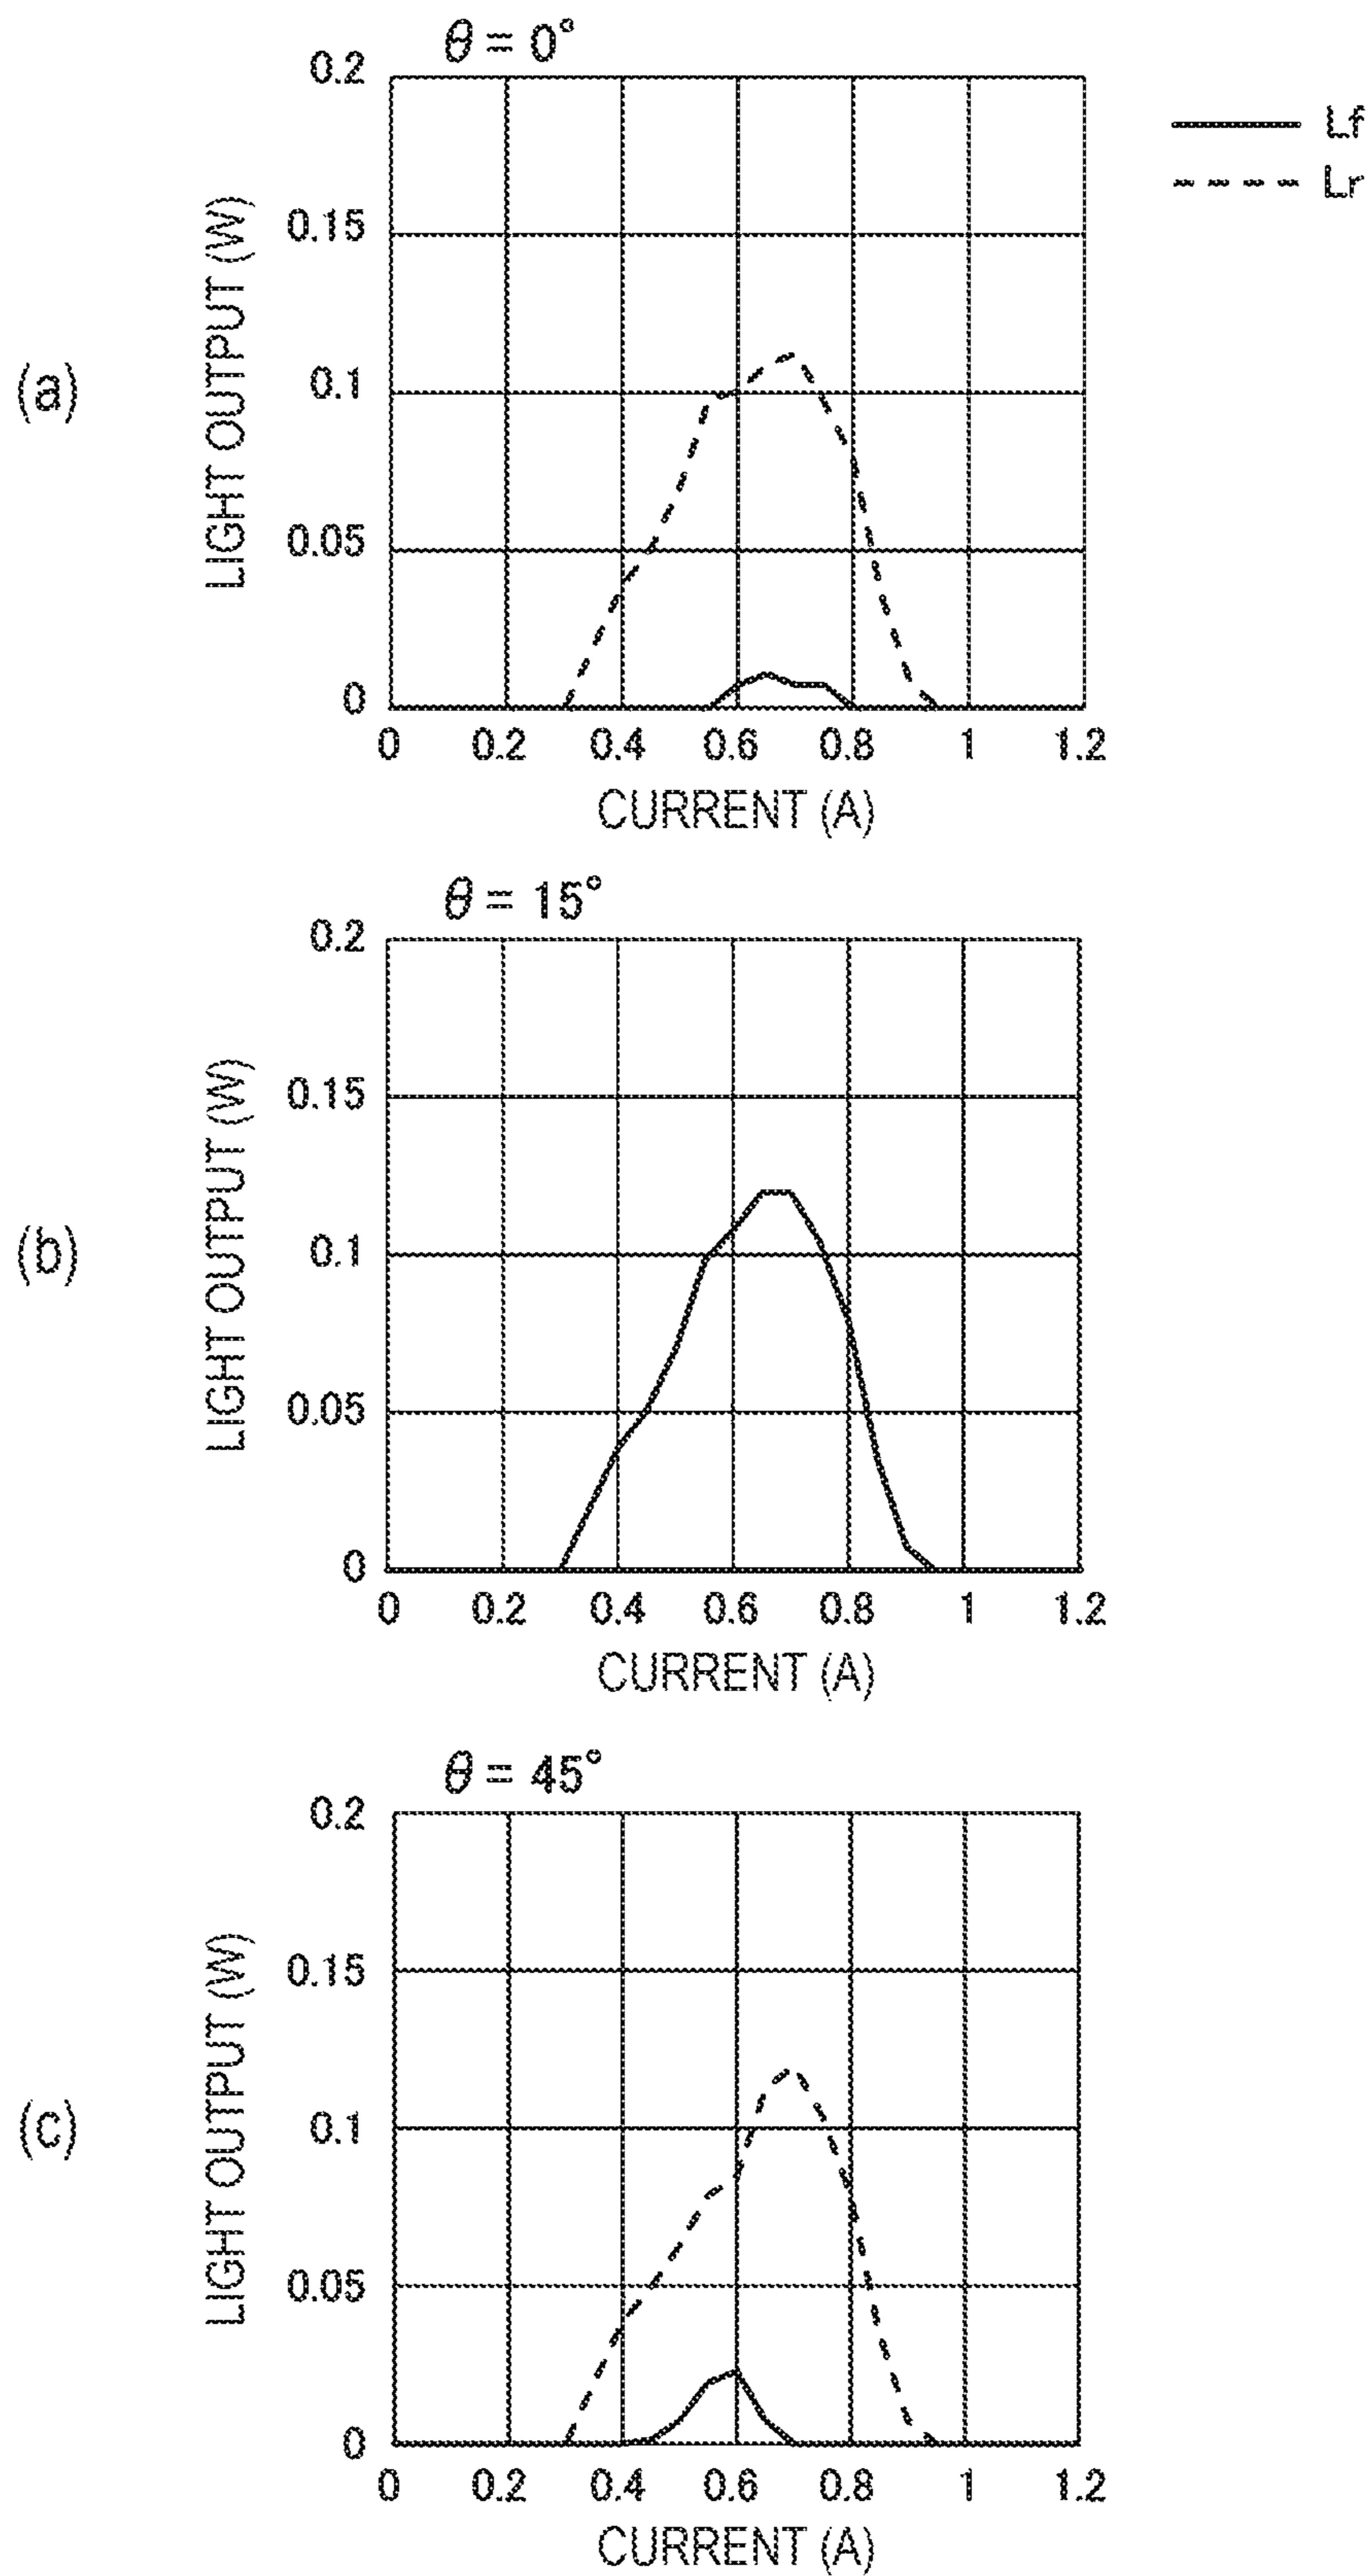 θ = 0°
Lf
Lr
(a)
LIGHT OUTPUT (W)
0.2
0.15
0.1
0.05
0
0 0.2 0.4 0.6 0.8 1 1.2
CURRENT (A)
θ = 15°
(b)
LIGHT OUTPUT (W)
0.2
0.15
0.1
0.05
0
0 0.2 0.4 0.6 0.8 1 1.2
CURRENT (A)
θ = 45°
(c)
LIGHT OUTPUT (W)
0.2
0.15
0.1
0.05
0
0 0.2 0.4 0.6 0.8 1 1.2
CURRENT (A)